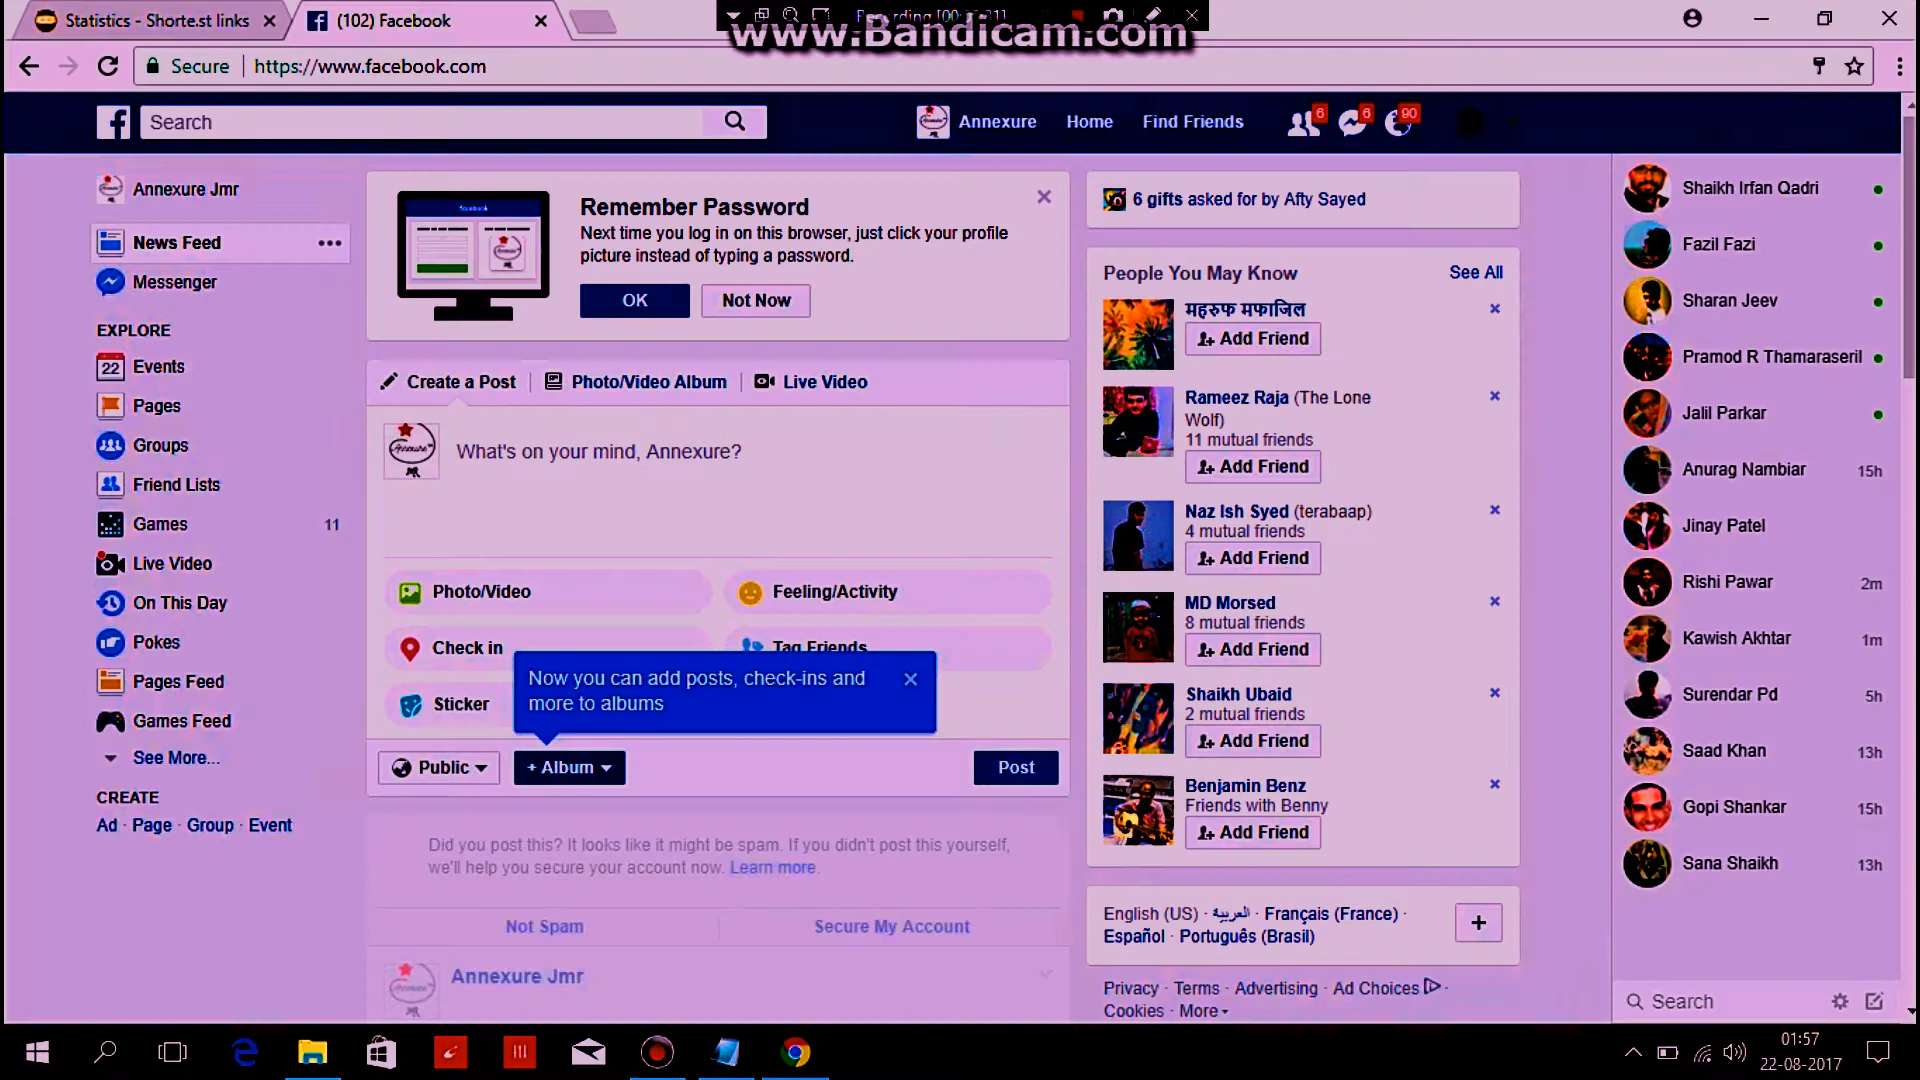 Statistics - Shorte.st links
(102) Facebook
www.Bandicam.com
Secure
https://www.facebook.com
Search
Annexure
Home
Find Friends
6
6
90
Annexure Jmr
News Feed
Messenger
EXPLORE
22
Events
Pages
Groups
Friend Lists
Games
11
Live Video
On This Day
Pokes
Pages Feed
Games Feed
See More...
CREATE
Ad · Page · Group · Event
facebook
Remember Password
Next time you log in on this browser, just click your profile
picture instead of typing a password.
OK
Not Now
Create a Post
Photo/Video Album
Live Video
What's on your mind, Annexure?
Photo/Video
Feeling/Activity
Check in
Tag Friends
Sticker
Now you can add posts, check-ins and
more to albums
Public
+ Album
Post
Did you post this? It looks like it might be spam. If you didn't post this yourself,
we'll help you secure your account now. Learn more.
Not Spam
Secure My Account
Annexure Jmr
6 gifts asked for by Afty Sayed
People You May Know
See All
महरुफ मफाजिल
Add Friend
Rameez Raja (The Lone
Wolf)
11 mutual friends
Add Friend
Naz Ish Syed (terabaap)
4 mutual friends
Add Friend
MD Morsed
8 mutual friends
Add Friend
Shaikh Ubaid
2 mutual friends
Add Friend
Benjamin Benz
Friends with Benny
Add Friend
English (US) · العربية · Français (France) ·
Español · Português (Brasil)
Privacy · Terms · Advertising · Ad Choices ·
Cookies · More
Shaikh Irfan Qadri
Fazil Fazi
Sharan Jeev
Pramod R Thamaraseril
Jalil Parkar
Anurag Nambiar
15h
Jinay Patel
Rishi Pawar
2m
Kawish Akhtar
1m
Surendar Pd
5h
Saad Khan
13h
Gopi Shankar
15h
Sana Shaikh
13h
Search
01:57
22-08-2017